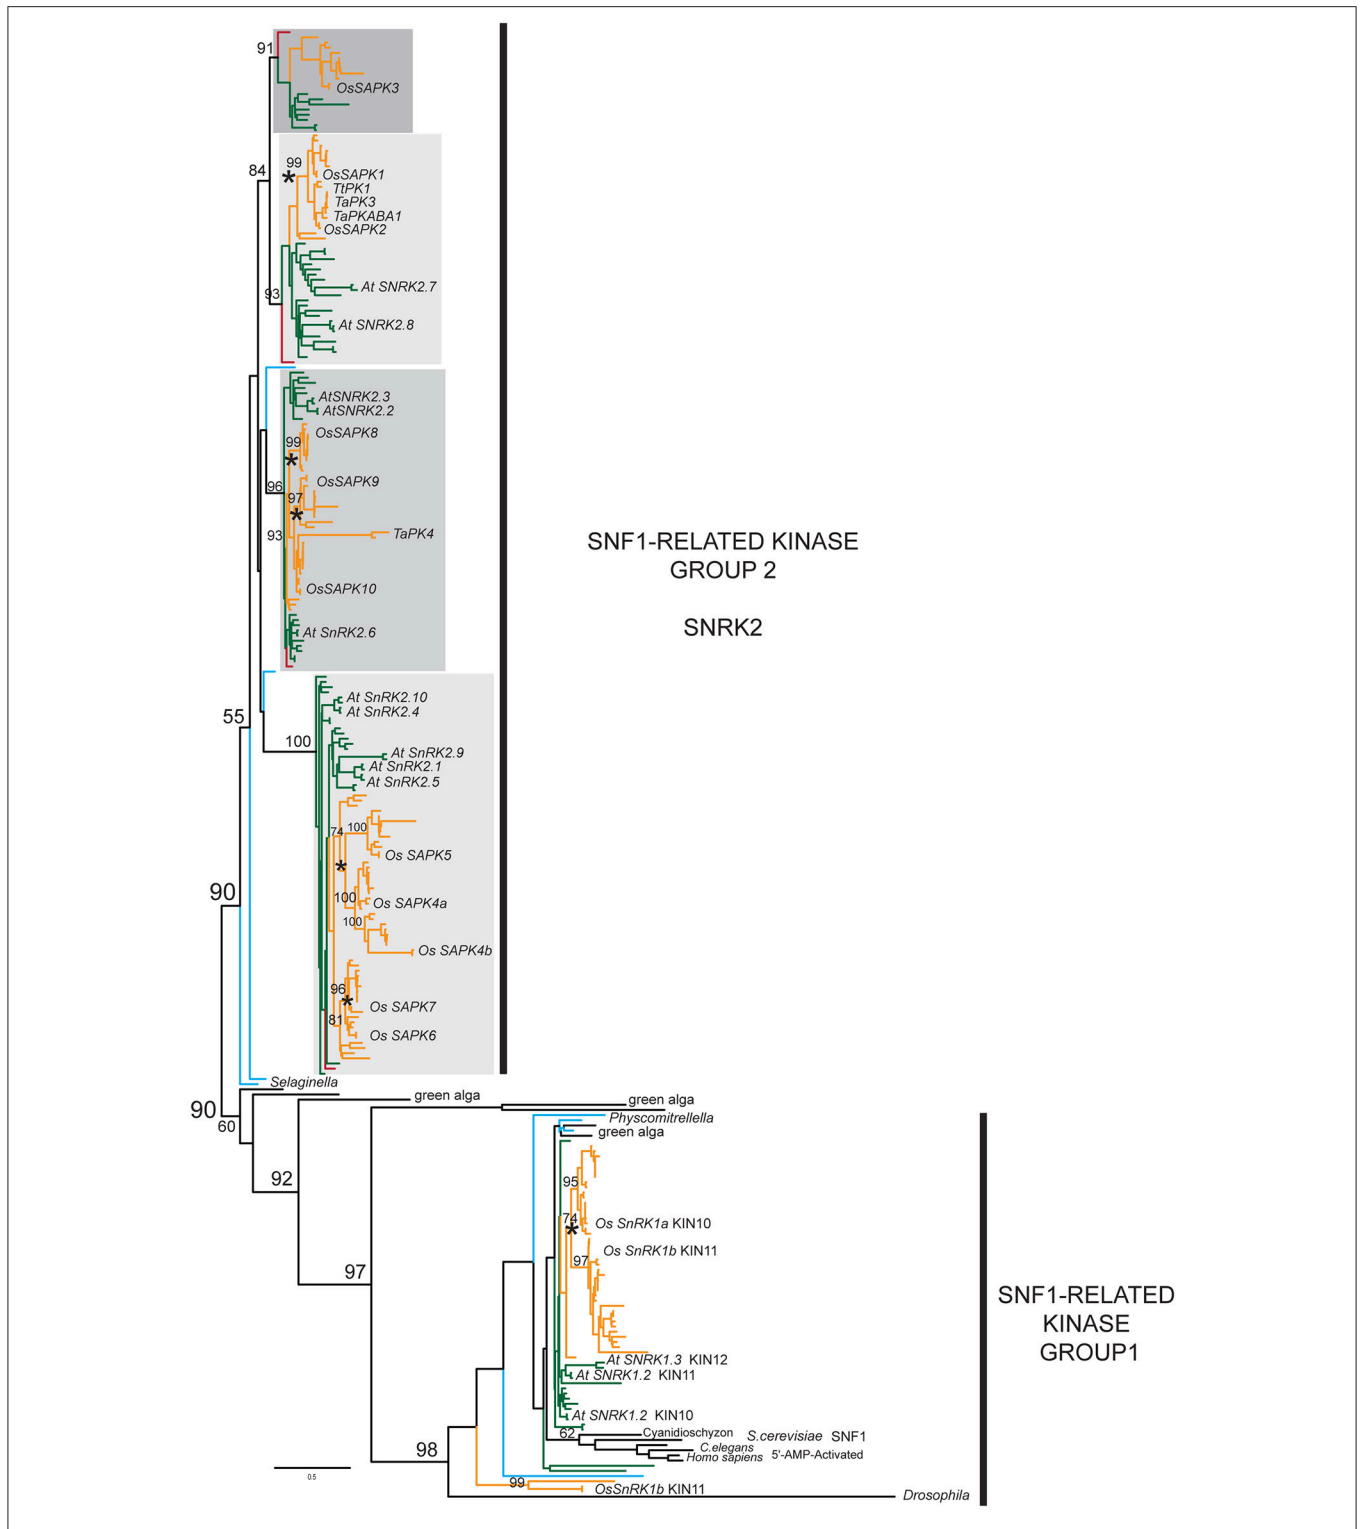 91
OsSAPK3
84
99
*
OsSAPK1
TtPK1
TaPK3
TaPKABA1
OsSAPK2
At SNRK2.7
93
At SNRK2.8
AtSNRK2.3
AtSNRK2.2
OsSAPK8
99
*
OsSAPK9
96
97
*
93
TaPK4
SNF1-RELATED KINASE
GROUP 2
OsSAPK10
SNRK2
At SnRK2.6
At SnRK2.10
At SnRK2.4
55
100
At SnRK2.9
At SnRK2.1
At SnRK2.5
74
100
Os SAPK5
*
90
100
Os SAPK4a
100
Os SAPK4b
96
*
Os SAPK7
81
Os SAPK6
Selaginella
green alga
green alga
90
Physcomitrellella
60
green alga
92
95
74
*
Os SnRK1a KIN10
Os SnRK1b KIN11
97
97
SNF1-RELATED
KINASE
GROUP1
At SNRK1.3 KIN12
At SNRK1.2 KIN11
At SNRK1.2 KIN10
62
Cyanidioschyzon
S.cerevisiae SNF1
C.elegans
98
Homo sapiens 5'-AMP-Activated
0.5
99
OsSnRK1b KIN11
Drosophila